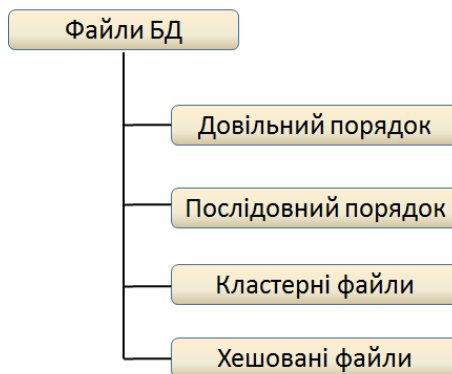 Файли БД
Довільний порядок
Послідовний порядок
Кластерні файли
Хешовані файли